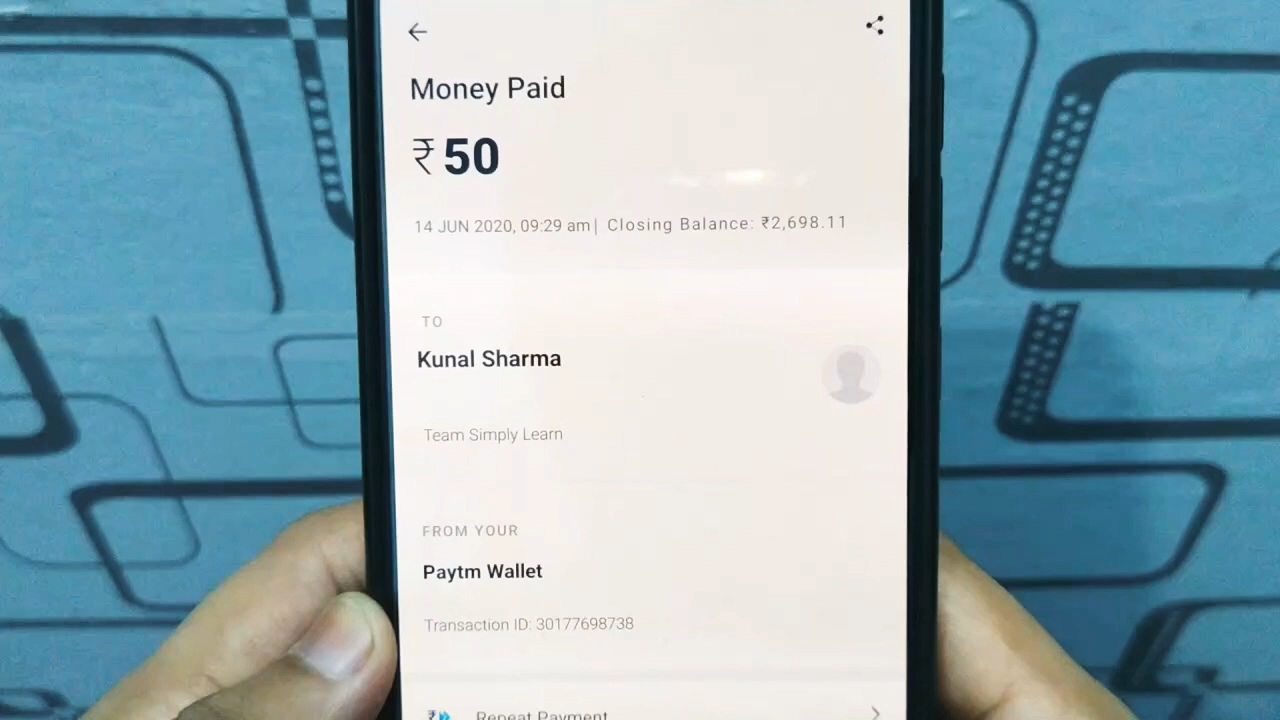 Money Paid
₹50
14 JUN 2020, 09:29 am| Closing Balance: ₹2,698.11
TO
Kunal Sharma
Team Simply Learn
FROM YOUR
Paytm Wallet
Transaction ID: 30177698738
Repeat Payment